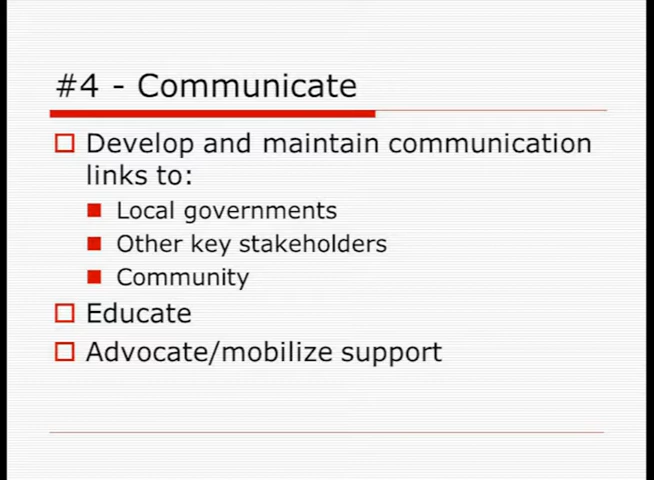 #4 - Communicate
Develop and maintain communication
links to:
Local governments
Other key stakeholders
Community
Educate
Advocate/mobilize support